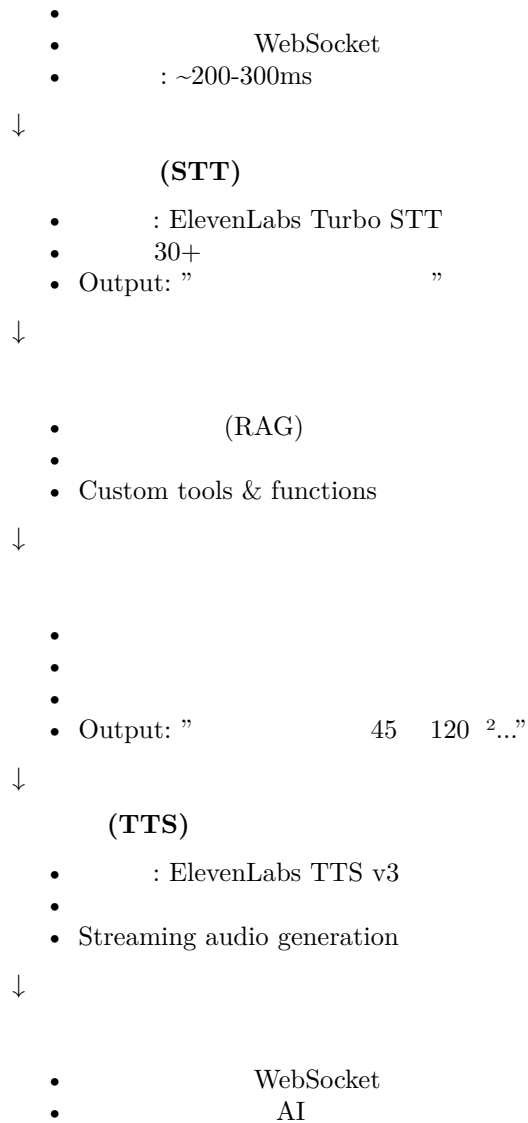 •
• WebSocket
• : ~200-300ms
↓
(STT)
• : ElevenLabs Turbo STT
• 30+
• Output: ” ”
↓
• (RAG)
•
• Custom tools & functions
↓
•
•
•
• Output: ” 45 120 ²...”
↓
(TTS)
• : ElevenLabs TTS v3
•
• Streaming audio generation
↓
• WebSocket
• AI